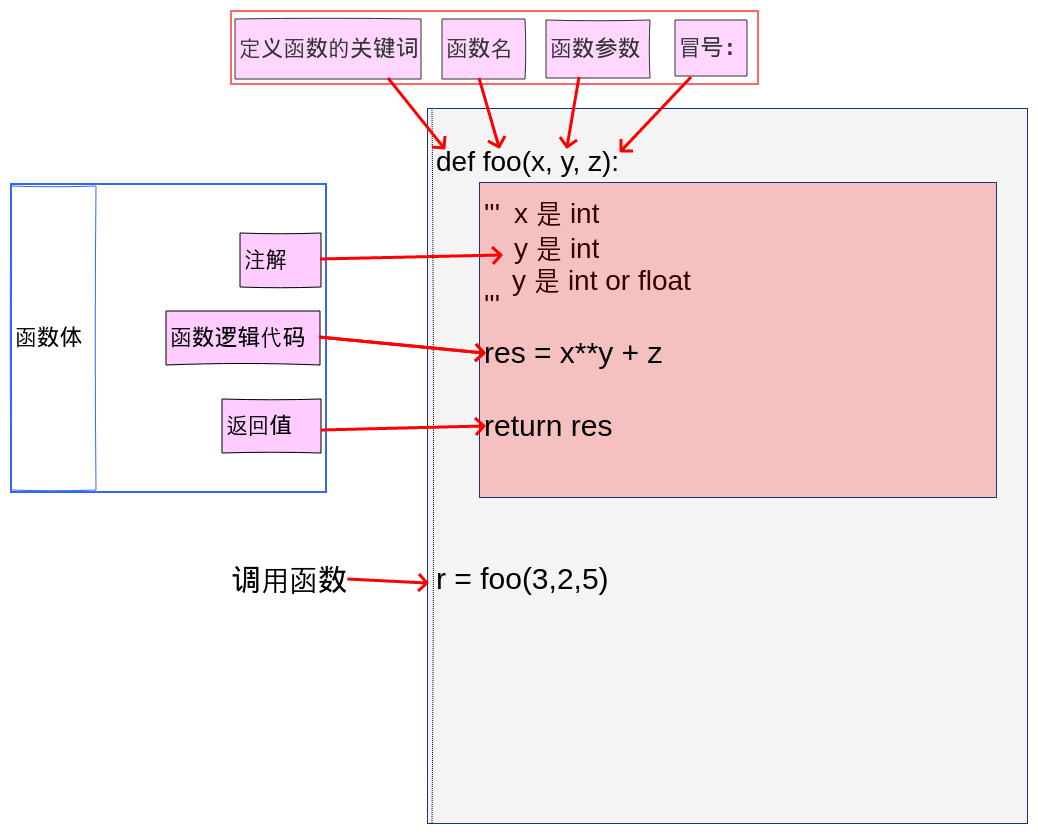 定义函数的关键词 函数名 函数参数 冒号:
def foo(x, y, z):
''' x 是 int
注解
y 是 int
y 是 int or float
'''
函数体
函数逻辑代码
res = x**y + z
返回值
return res
调用函数
r = foo(3,2,5)